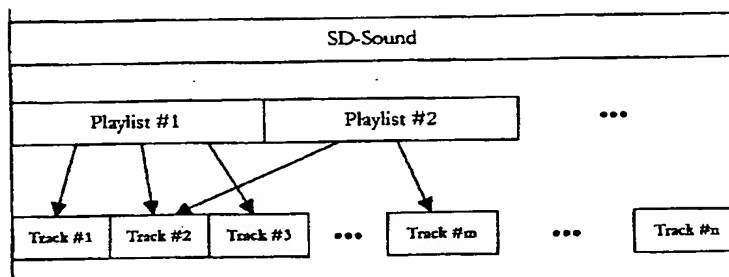 SD-Sound
Playlist #1 Playlist #2 •••
Track #1 Track #2 Track #3 ••• Track #m ••• Track #n